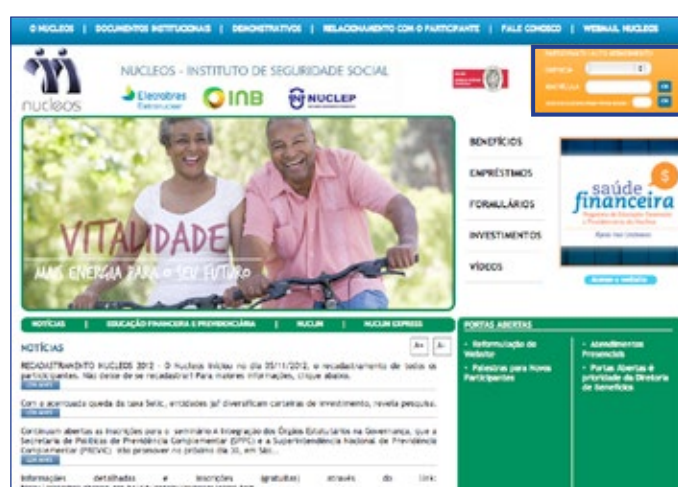 O NUCLEOS | DOCUMENTOS INSTITUCIONAIS | DEMONSTRATIVOS | RELACIONAMENTO COM O PARTICIPANTE | FALE CONOSCO | WEBMAIL NUCLEOS
nucleos
NUCLEOS - INSTITUTO DE SEGURIDADE SOCIAL
Eletrobras
Eletronuclear
INB
NUCLEP
MATRÍCULA
OK
OK
VITALIDADE
MAIS ENERGIA PARA O SEU FUTURO
BENEFÍCIOS
EMPRÉSTIMOS
FORMULÁRIOS
INVESTIMENTOS
VÍDEOS
saúde
financeira
Acesse o website
NOTÍCIAS | EDUCAÇÃO FINANCEIRA E PREVIDENCIÁRIA | NUCLIN | NUCLIN EXPRESS
NOTÍCIAS
A+ A-
RECADASTRAMENTO NUCLEOS 2012 - O Nucleos iniciou no dia 05/11/2012, o recadastramento de todos os participantes. Não deixe de se recadastrar! Para maiores informações, clique abaixo.
Com a acentuada queda da taxa Selic, entidades já diversificam carteiras de investimento, revela pesquisa.
Continuam abertas as inscrições para o seminário A Integração dos Órgãos Estatutários na Governança, que a Secretaria de Políticas de Previdência Complementar (SPPC) e a Superintendência Nacional de Previdência Complementar (PREVIC) irão promover no próximo dia 30, em São...
Informações detalhadas e inscrições (gratuitas) através do link:
PORTAS ABERTAS
• Reformulação do Website
• Palestras para Novos Participantes
• Atendimentos Presenciais
• Portas Abertas é prioridade da Diretoria de Benefícios